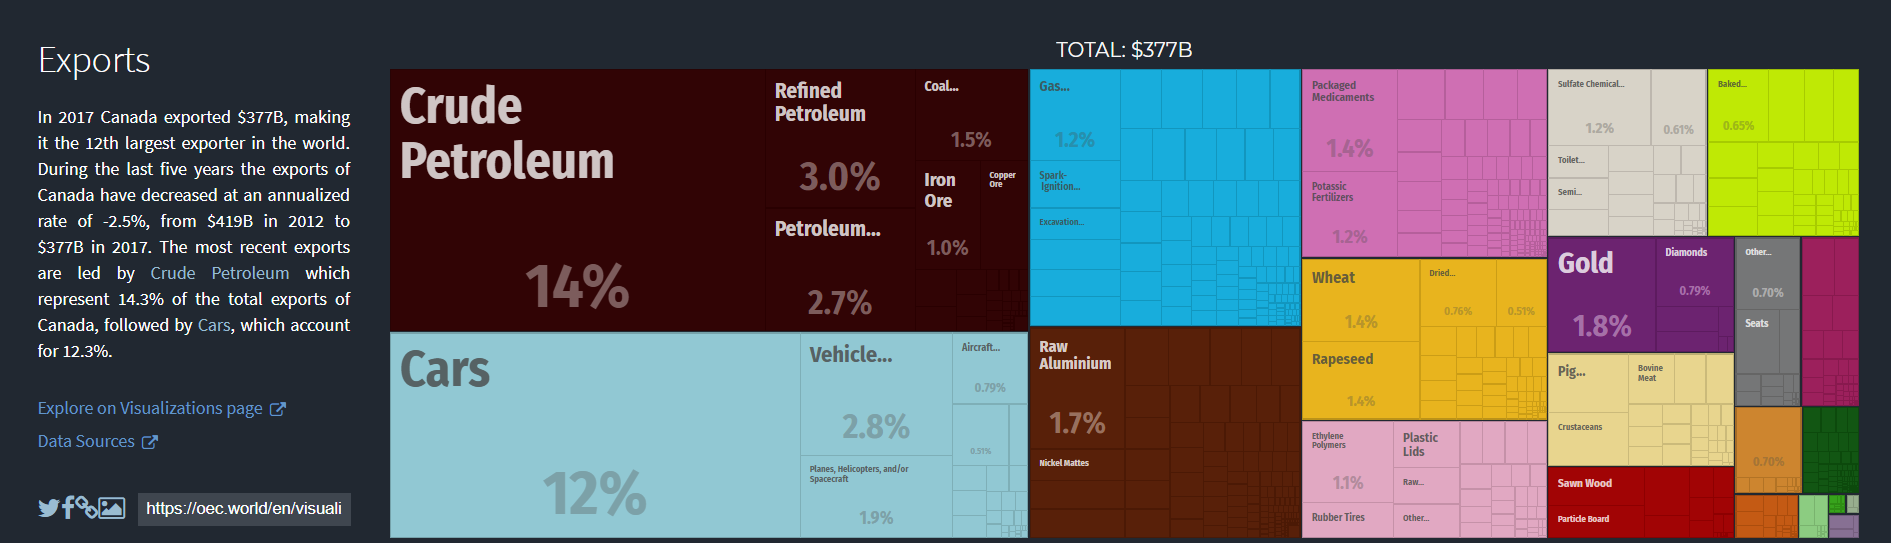 Exports
In 2017 Canada exported $377B, making
it the 12th largest exporter in the world.
During the last five years the exports of
Canada have decreased at an annualized
rate of -2.5%, from $419B in 2012 to
$377B in 2017. The most recent exports
are led by Crude Petroleum which
represent 14.3% of the total exports of
Canada, followed by Cars, which account
for 12.3%.
Explore on Visualizations page
Data Sources
https://oec.world/en/visuali
TOTAL: $377B
Crude
Petroleum
14%
Refined
Petroleum
3.0%
Petroleum...
2.7%
Coal...
1.5%
Iron
Ore
1.0%
Copper
Ore
Cars
12%
Vehicle...
2.8%
Planes, Helicopters, and/or
Spacecraft
1.9%
Aircraft...
0.79%
0.51%
Gas...
1.2%
Spark-
Ignition...
Excavation...
Raw
Aluminium
1.7%
Nickel Mattes
Packaged
Medicaments
1.4%
Potassic
Fertilizers
1.2%
Wheat
1.4%
Rapeseed
1.4%
Dried...
0.76%
0.51%
Ethylene
Polymers
1.1%
Rubber Tires
Plastic
Lids
Raw...
Other...
Sulfate Chemical...
1.2%
0.61%
Toilet...
Semi...
Baked...
0.65%
Gold
1.8%
Diamonds
0.79%
Other...
0.70%
Seats
Pig...
Crustaceans
Bovine
Meat
0.70%
Sawn Wood
Particle Board